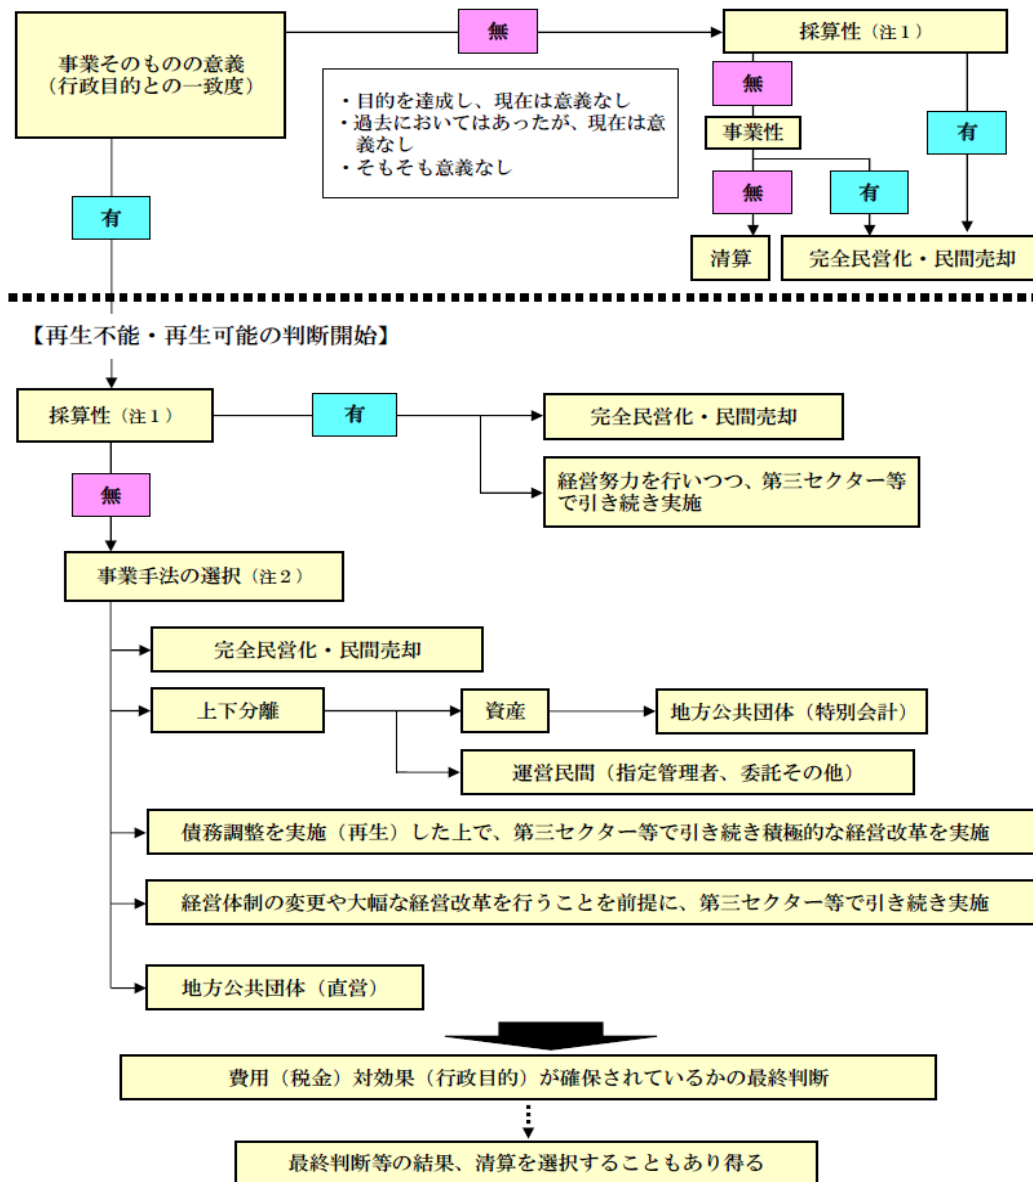 事業そのものの意義
（行政目的との一致度）
無
採算性（注１）
・目的を達成し、現在は意義なし
・過去においてはあったが、現在は意
義なし
・そもそも意義なし
無
事業性
有
有
無
有
清算
完全民営化・民間売却
【再生不能・再生可能の判断開始】
採算性（注１）
有
完全民営化・民間売却
経営努力を行いつつ、第三セクター等
で引き続き実施
無
事業手法の選択（注２）
完全民営化・民間売却
上下分離
資産
地方公共団体（特別会計）
運営民間（指定管理者、委託その他）
債務調整を実施（再生）した上で、第三セクター等で引き続き積極的な経営改革を実施
経営体制の変更や大幅な経営改革を行うことを前提に、第三セクター等で引き続き実施
地方公共団体（直営）
費用（税金）対効果（行政目的）が確保されているかの最終判断
最終判断等の結果、清算を選択することもあり得る